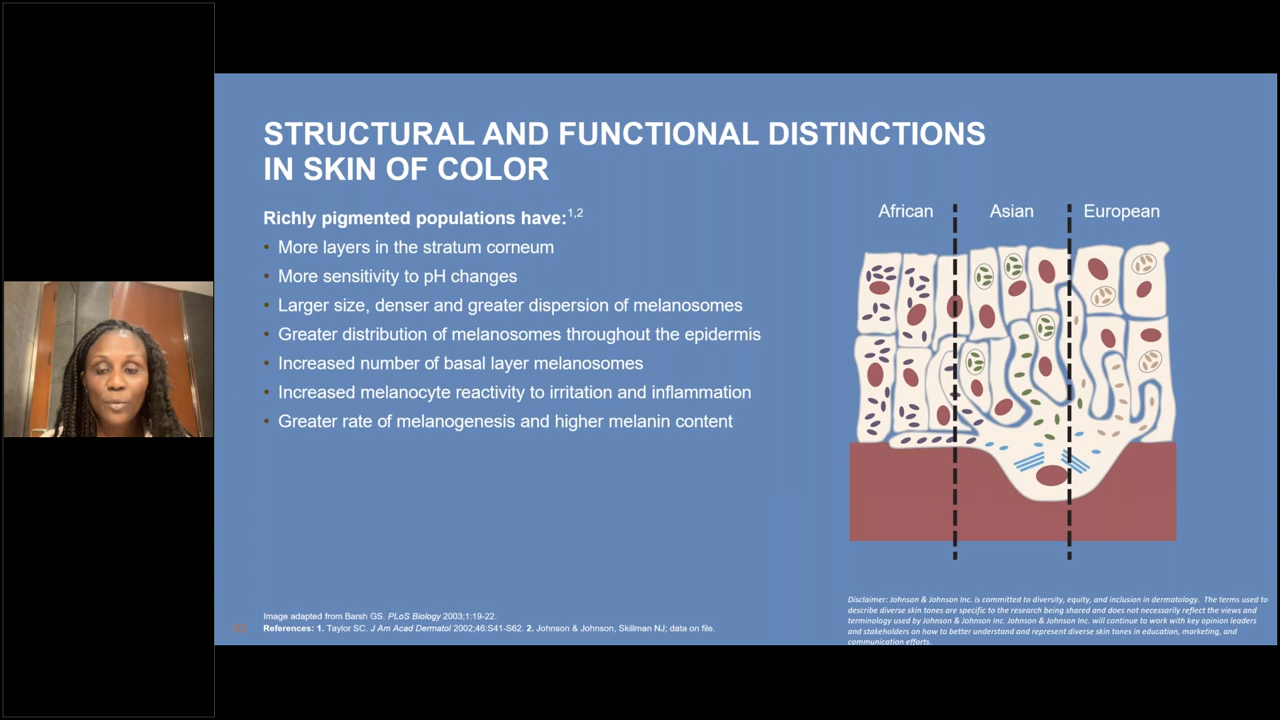 STRUCTURAL AND FUNCTIONAL DISTINCTIONS
IN SKIN OF COLOR
Richly pigmented populations have:1,2
• More layers in the stratum corneum
• More sensitivity to pH changes
• Larger size, denser and greater dispersion of melanosomes
• Greater distribution of melanosomes throughout the epidermis
• Increased number of basal layer melanosomes
• Increased melanocyte reactivity to irritation and inflammation
• Greater rate of melanogenesis and higher melanin content
African
Asian
European
Image adapted from Barsh GS. PLoS Biology 2003;1:19-22.
References: 1. Taylor SC. J Am Acad Dermatol 2002;46:S41-S62. 2. Johnson & Johnson, Skillman NJ; data on file.
Disclaimer: Johnson & Johnson Inc. is committed to diversity, equity, and inclusion in dermatology. The terms used to
describe diverse skin tones are specific to the research being shared and does not necessarily reflect the views and
terminology used by Johnson & Johnson Inc. Johnson & Johnson Inc. will continue to work with key opinion leaders
and stakeholders on how to better understand and represent diverse skin tones in education, marketing, and
communication efforts.